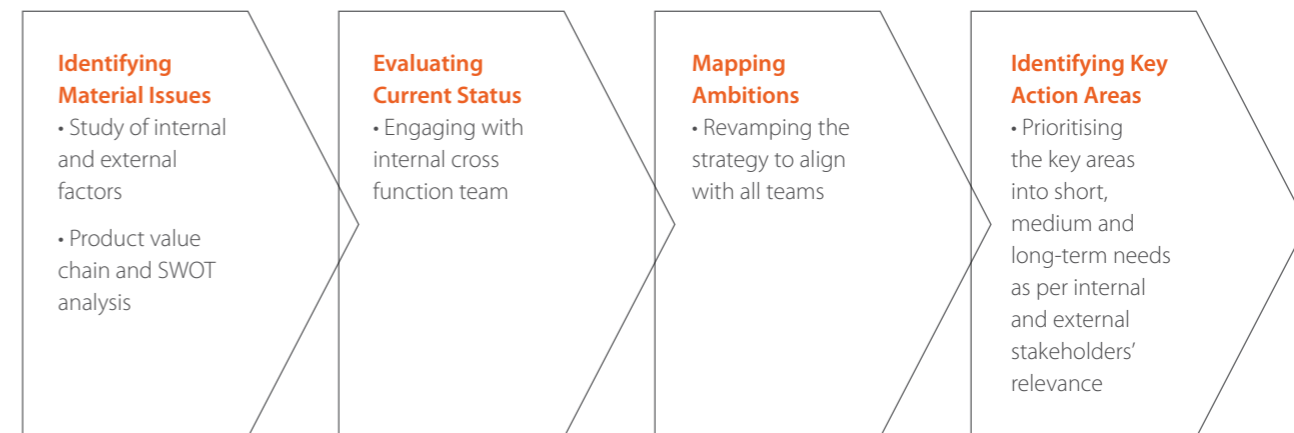 Identifying
Material Issues
• Study of internal
and external
factors
• Product value
chain and SWOT
analysis
Evaluating
Current Status
• Engaging with
internal cross
function team
Mapping
Ambitions
• Revamping the
strategy to align
with all teams
Identifying Key
Action Areas
• Prioritising
the key areas
into short,
medium and
long-term needs
as per internal
and external
stakeholders’
relevance